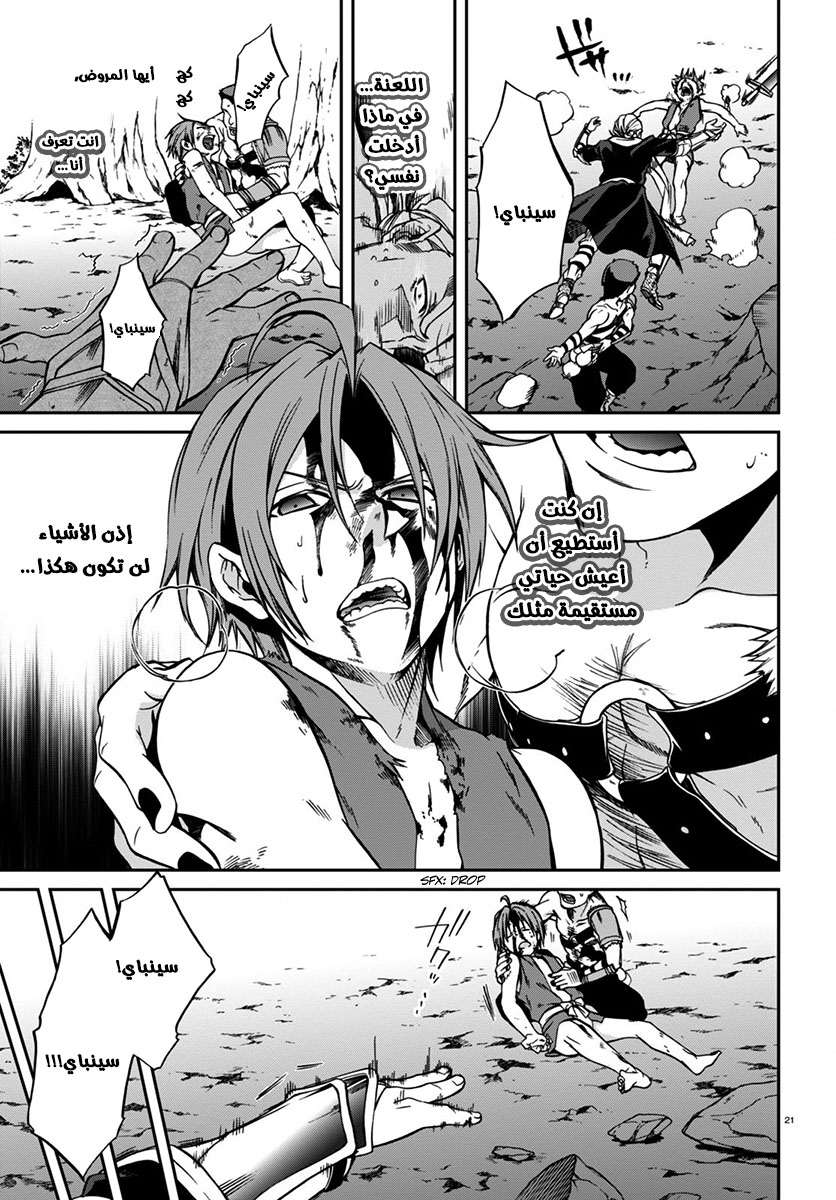 سينباي!
اللعنة...
في ماذا
أدخلت
نفسي؟
سينباي!
كح
كح
أيها المروض,
انت تعرف
أنا...
سينباي!
إن كنت
أستطيع أن
أعيش حياتي
مستقيمة مثلك
إذن الأشياء
لن تكون هكذا...
SFX: DROP
سينباي!
سينباي!!!
21